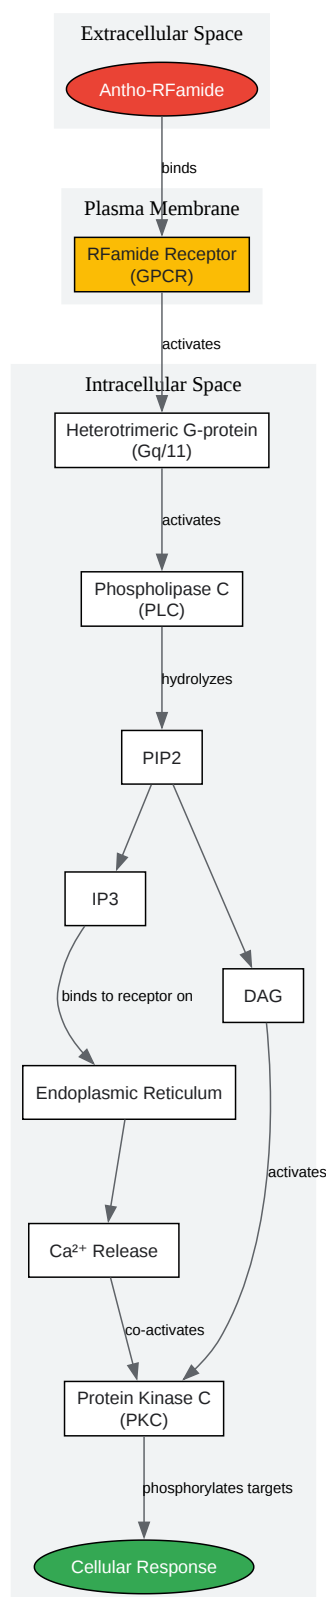 Extracellular Space
Antho-RFamide
binds
Plasma Membrane
RFamide Receptor
(GPCR)
activates
Intracellular Space
Heterotrimeric G-protein
(Gq/11)
activates
Phospholipase C
(PLC)
hydrolyzes
PIP2
IP3
DAG
binds to receptor on
Endoplasmic Reticulum
activates
Ca²⁺ Release
co-activates
Protein Kinase C
(PKC)
phosphorylates targets
Cellular Response